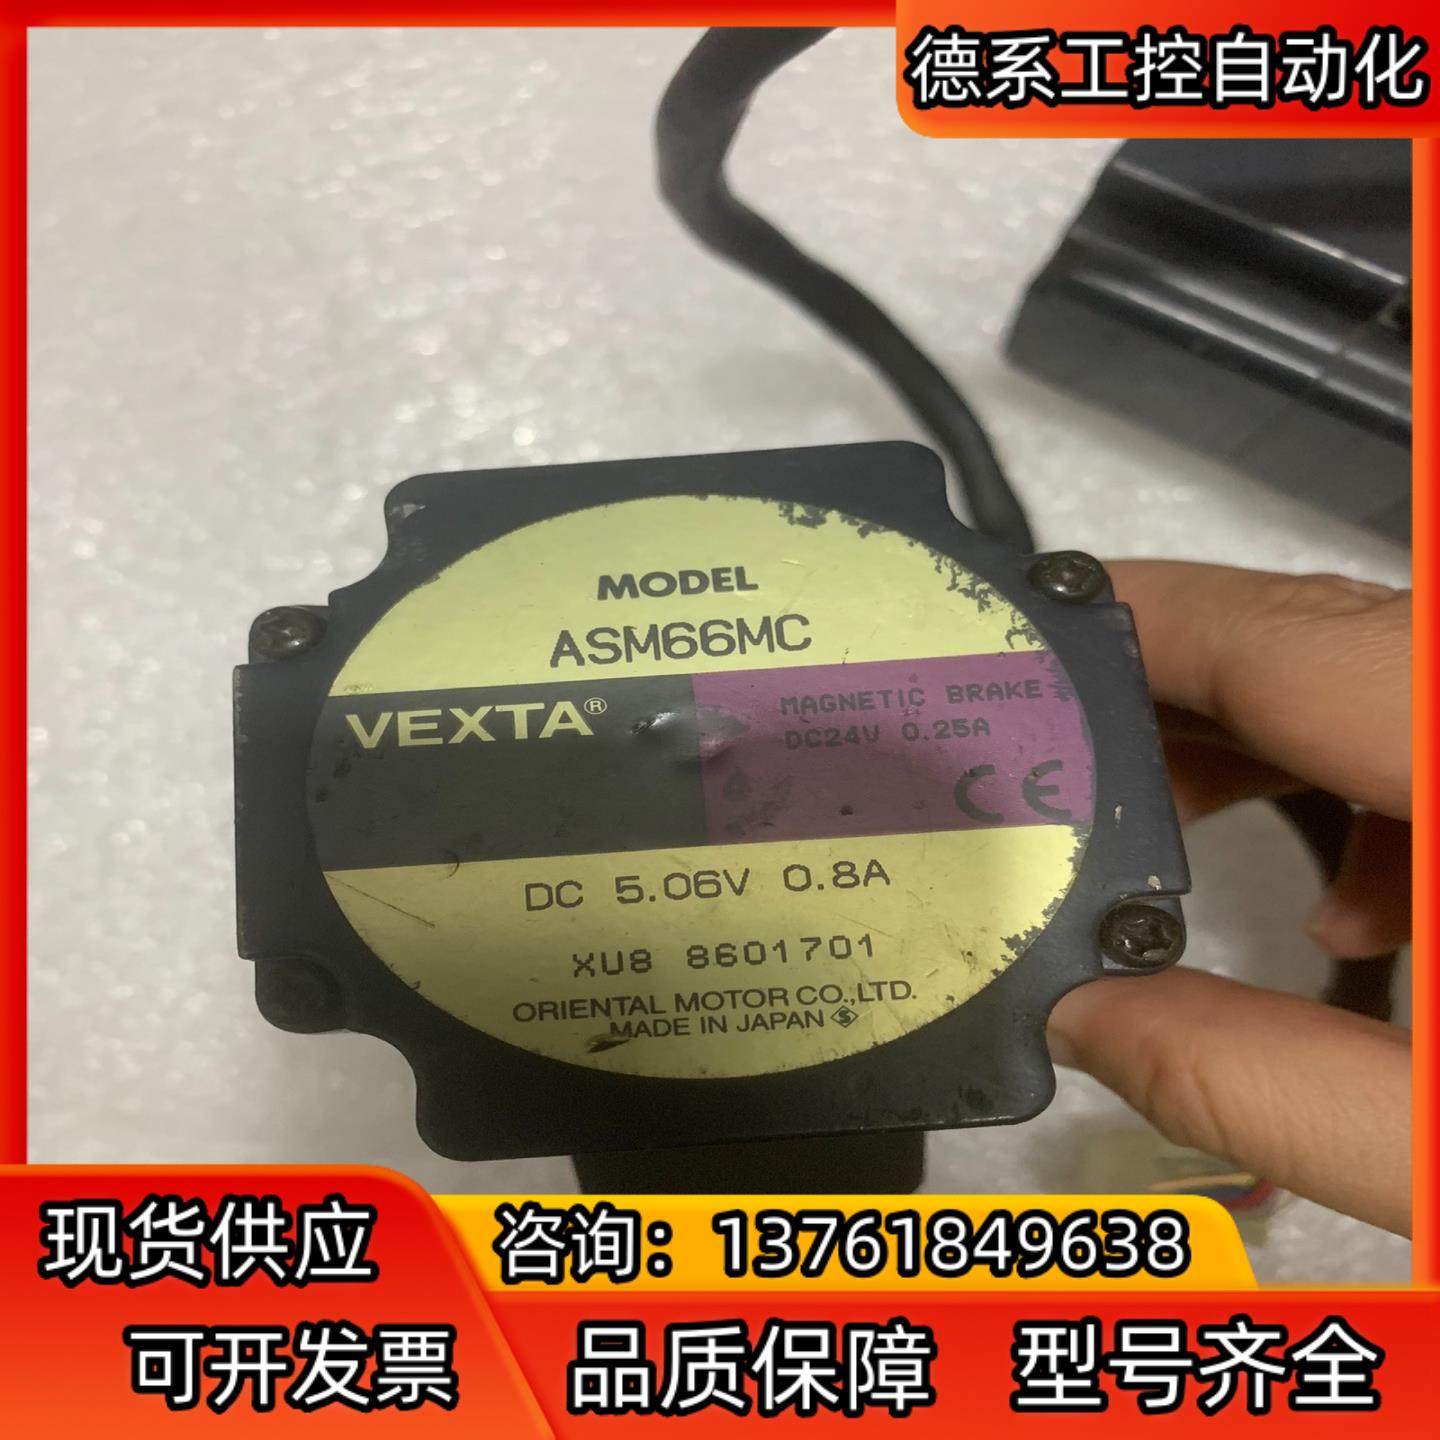 德系工控自动化
MODEL
ASM66MC
VEXTA®
MAGNETIC BRAKE
DC24V 0.25A
CE
DC 5.06V 0.8A
XU8 8601701
ORIENTAL MOTOR CO.,LTD.
MADE IN JAPAN
现货供应
咨询：13761849638
可开发票
品质保障
型号齐全